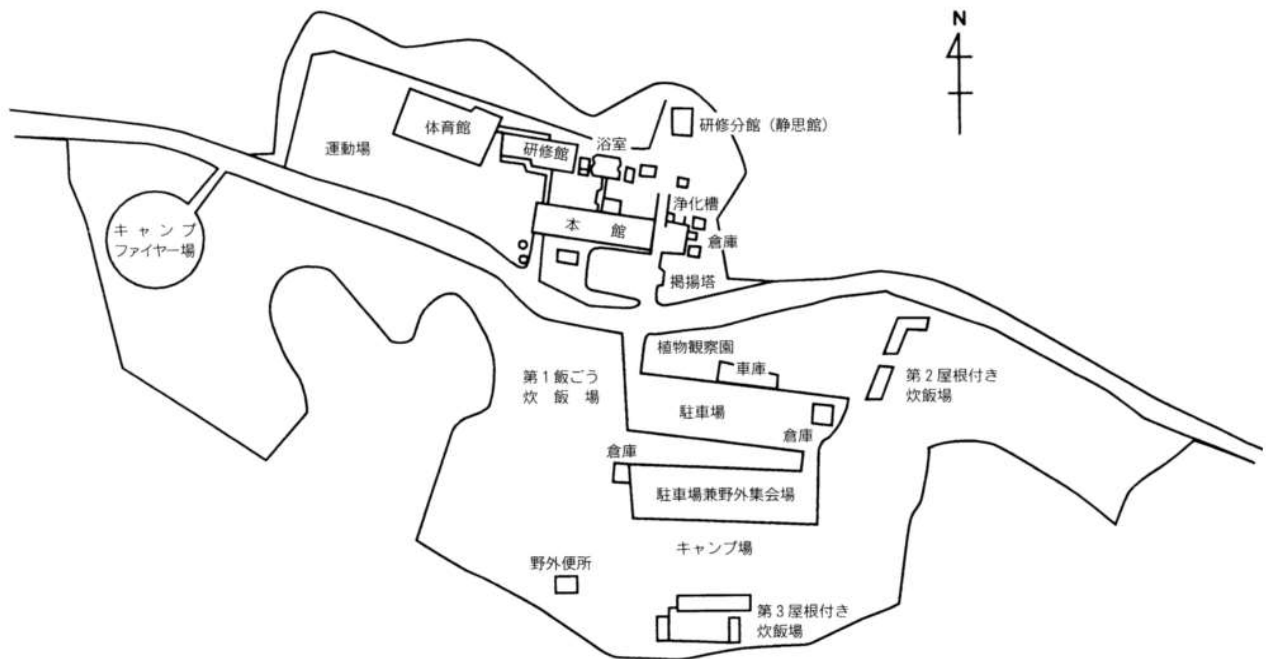 N
体育館
研修分館（静思館）
浴室
運動場
研修館
浄化槽
本館
キャンプ
ファイヤー場
倉庫
掲揚塔
植物観察園
車庫
第1飯ごう
炊飯場
第2屋根付き
炊飯場
駐車場
倉庫
倉庫
駐車場兼野外集会場
キャンプ場
野外便所
第3屋根付き
炊飯場